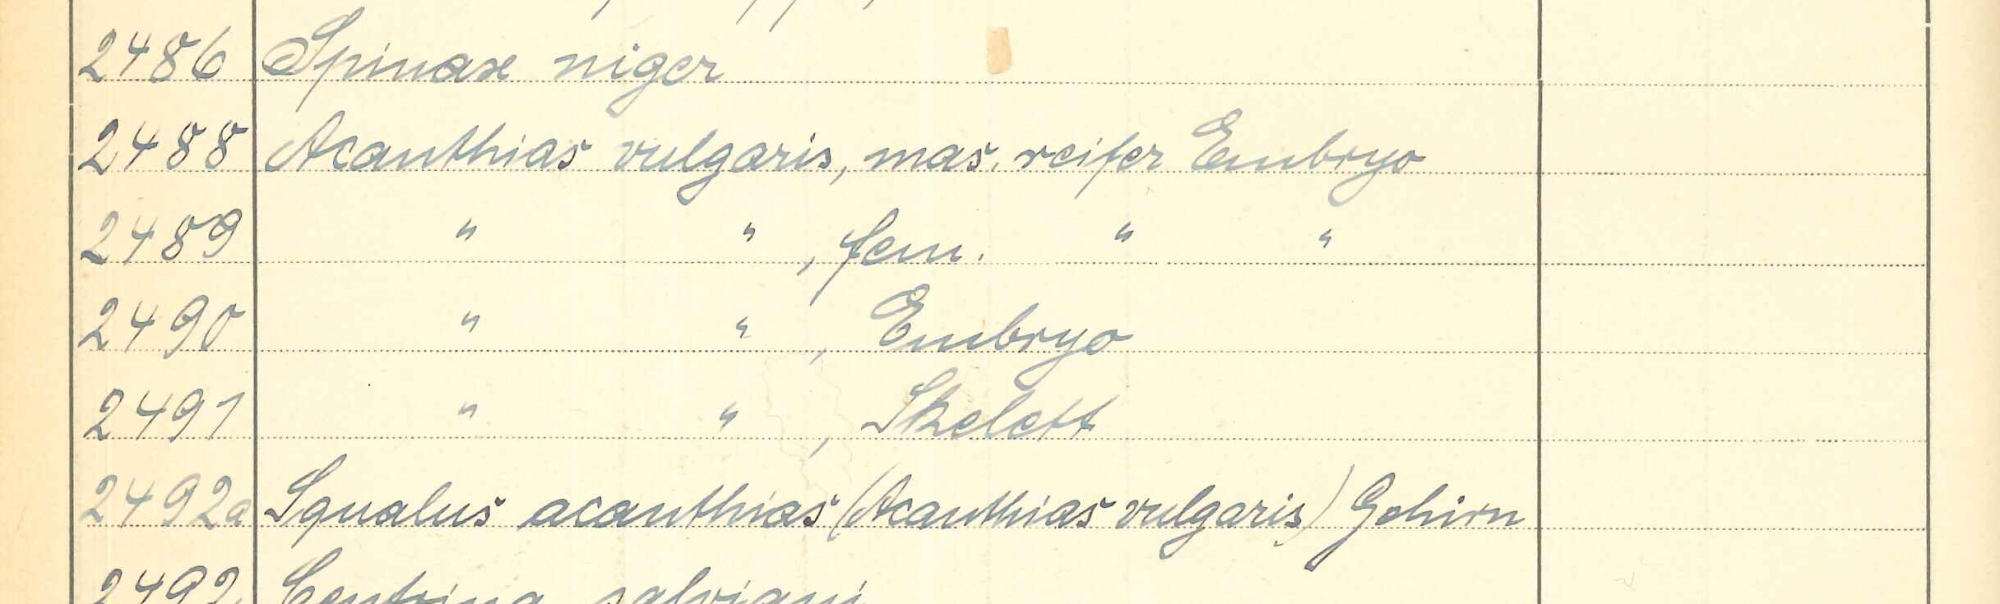 2486 Spinax niger
2488 Acanthias vulgaris, mas. reifer Embryo
2489 " " , fem. " "
2490 " " , Embryo
2491 " " , Skelett
2492a Squalus acanthias (Acanthias vulgaris) Gehirn
2492 Centrina salviani